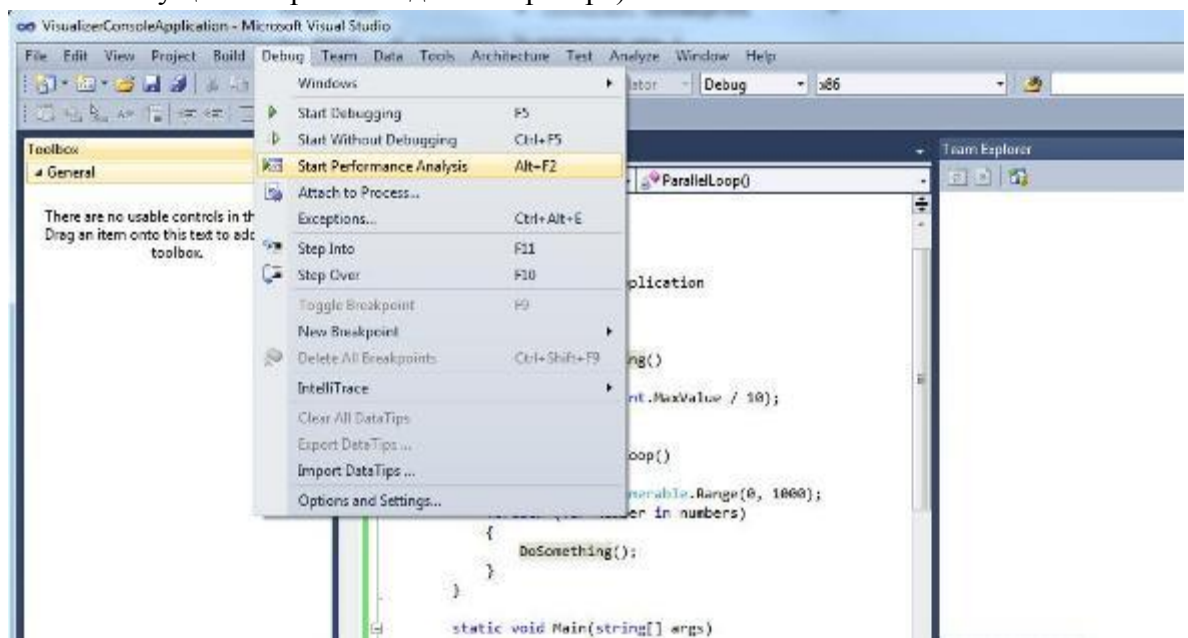 VisualizerConsoleApplication - Microsoft Visual Studio
File Edit View Project Build Debug Team Data Tools Architecture Test Analyze Window Help
Debug x86
Windows
Start Debugging F5
Start Without Debugging Ctrl+F5
Start Performance Analysis Alt+F2
Attach to Process...
Exceptions... Ctrl+Alt+E
Step Into F11
Step Over F10
Toggle Breakpoint F9
New Breakpoint
Delete All Breakpoints Ctrl+Shift+F9
IntelliTrace
Clear All DataTips
Export DataTips ...
Import DataTips ...
Options and Settings...
Toolbox
General
There are no usable controls in th
Drag an item onto this text to add
toolbox.
ParallelLoop()
plication
ng()
nt.MaxValue / 10);
oop()
merable.Range(0, 1000);
er in numbers)
{
DoSomething();
}
}
static void Main(string[] args)
Team Explorer